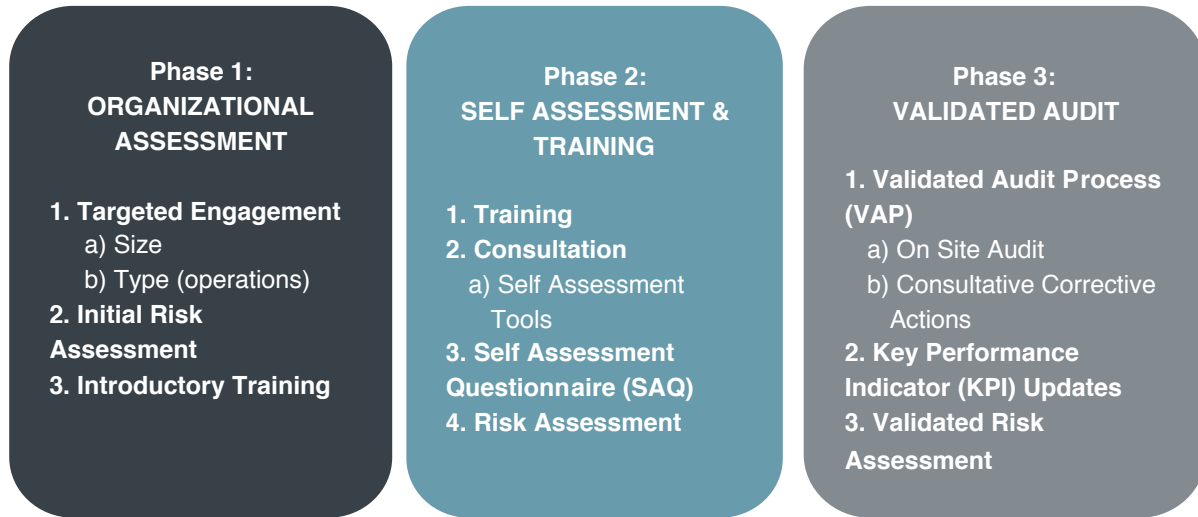 Phase 1:
ORGANIZATIONAL
ASSESSMENT
1. Targeted Engagement
a) Size
b) Type (operations)
2. Initial Risk
Assessment
3. Introductory Training
Phase 2:
SELF ASSESSMENT &
TRAINING
1. Training
2. Consultation
a) Self Assessment
Tools
3. Self Assessment
Questionnaire (SAQ)
4. Risk Assessment
Phase 3:
VALIDATED AUDIT
1. Validated Audit Process
(VAP)
a) On Site Audit
b) Consultative Corrective
Actions
2. Key Performance
Indicator (KPI) Updates
3. Validated Risk
Assessment